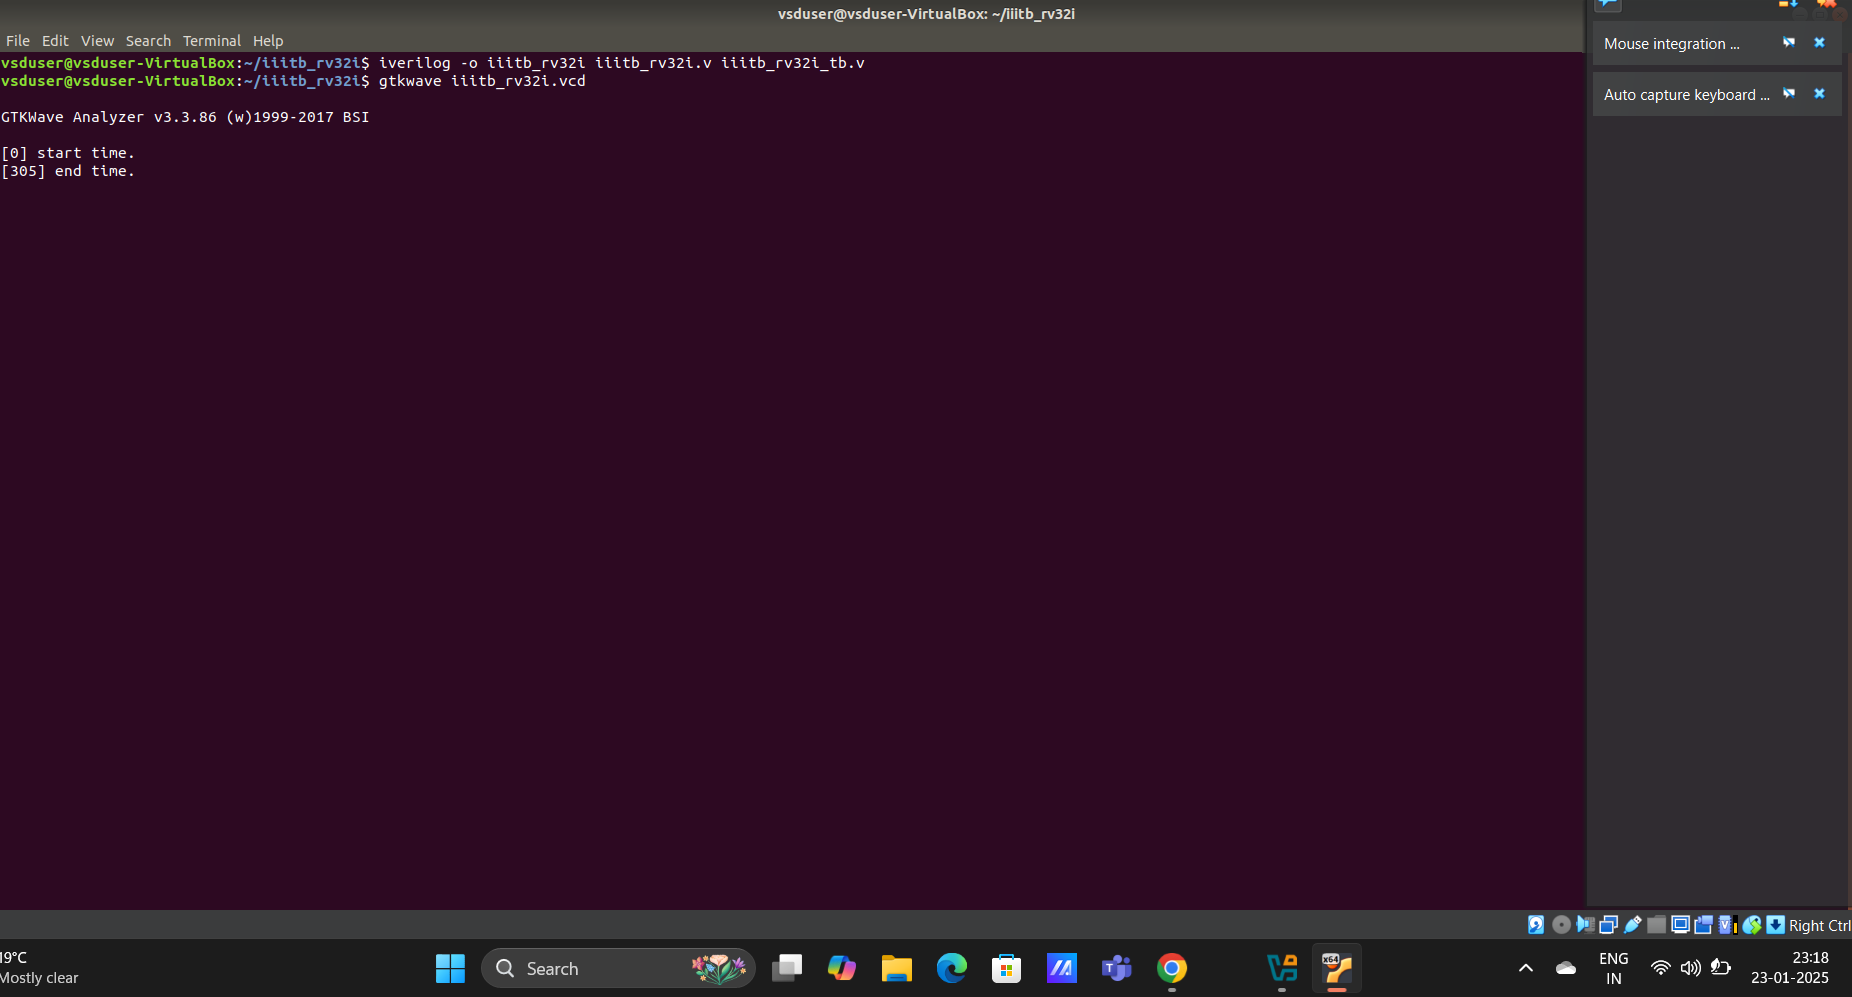 vsduser@vsduser-VirtualBox: ~/iiitb_rv32i
File Edit View Search Terminal Help
vsduser@vsduser-VirtualBox:~/iiitb_rv32i$ iverilog -o iiitb_rv32i iiitb_rv32i.v iiitb_rv32i_tb.v
vsduser@vsduser-VirtualBox:~/iiitb_rv32i$ gtkwave iiitb_rv32i.vcd
GTKWave Analyzer v3.3.86 (w)1999-2017 BSI
[0] start time.
[305] end time.
Mouse integration ...
Auto capture keyboard ...
Right Ctrl
19°C
Mostly clear
Search
x64
ENG
IN
23:18
23-01-2025